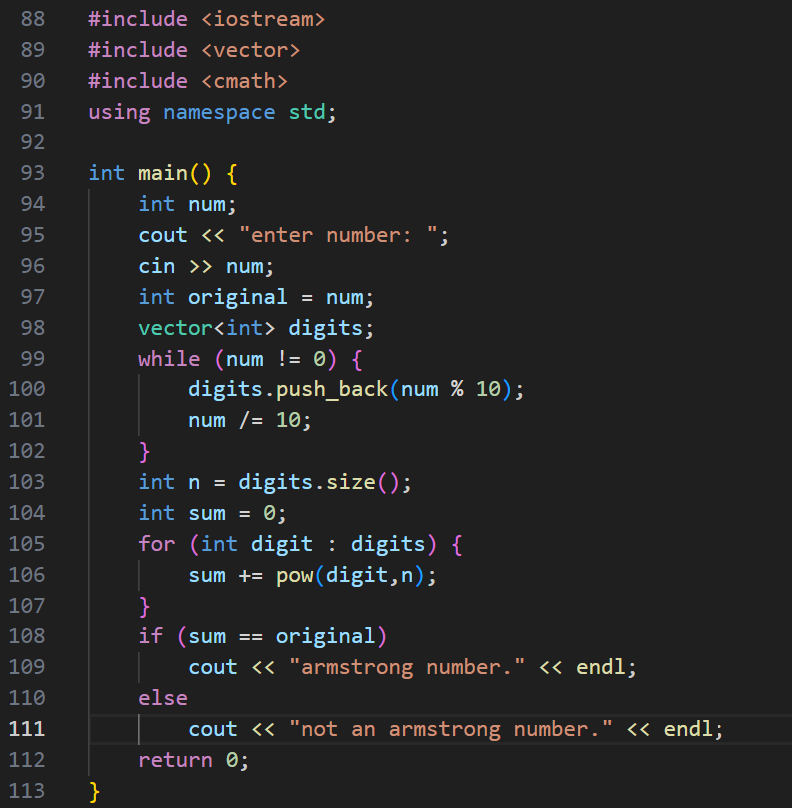 88 #include <iostream>
89 #include <vector>
90 #include <cmath>
91 using namespace std;
92
93 int main() {
94     int num;
95     cout << "enter number: ";
96     cin >> num;
97     int original = num;
98     vector<int> digits;
99     while (num != 0) {
100         digits.push_back(num % 10);
101         num /= 10;
102     }
103     int n = digits.size();
104     int sum = 0;
105     for (int digit : digits) {
106         sum += pow(digit,n);
107     }
108     if (sum == original)
109         cout << "armstrong number." << endl;
110     else
111         cout << "not an armstrong number." << endl;
112     return 0;
113 }